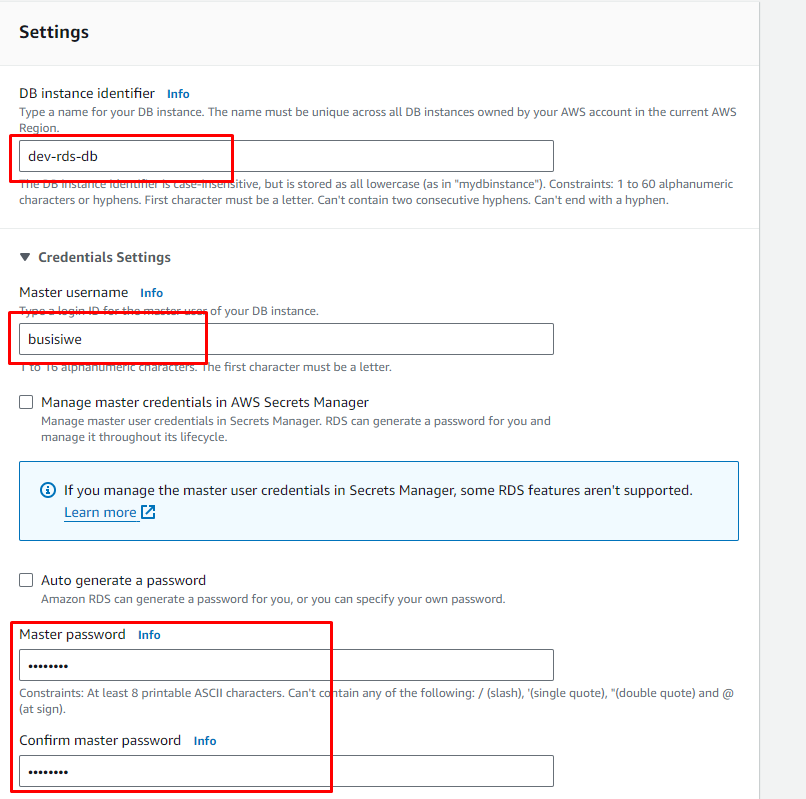 Settings
DB instance identifier Info
Type a name for your DB instance. The name must be unique across all DB instances owned by your AWS account in the current AWS
Region.
dev-rds-db
The DB instance identifier is case-insensitive, but is stored as all lowercase (as in "mydbinstance"). Constraints: 1 to 60 alphanumeric
characters or hyphens. First character must be a letter. Can't contain two consecutive hyphens. Can't end with a hyphen.
▼ Credentials Settings
Master username Info
Type a login ID for the master user of your DB instance.
busisiwe
1 to 16 alphanumeric characters. The first character must be a letter.
Manage master credentials in AWS Secrets Manager
Manage master user credentials in Secrets Manager. RDS can generate a password for you and
manage it throughout its lifecycle.
If you manage the master user credentials in Secrets Manager, some RDS features aren't supported.
Learn more
Auto generate a password
Amazon RDS can generate a password for you, or you can specify your own password.
Master password Info
••••••••
Constraints: At least 8 printable ASCII characters. Can't contain any of the following: / (slash), '(single quote), "(double quote) and @
(at sign).
Confirm master password Info
••••••••